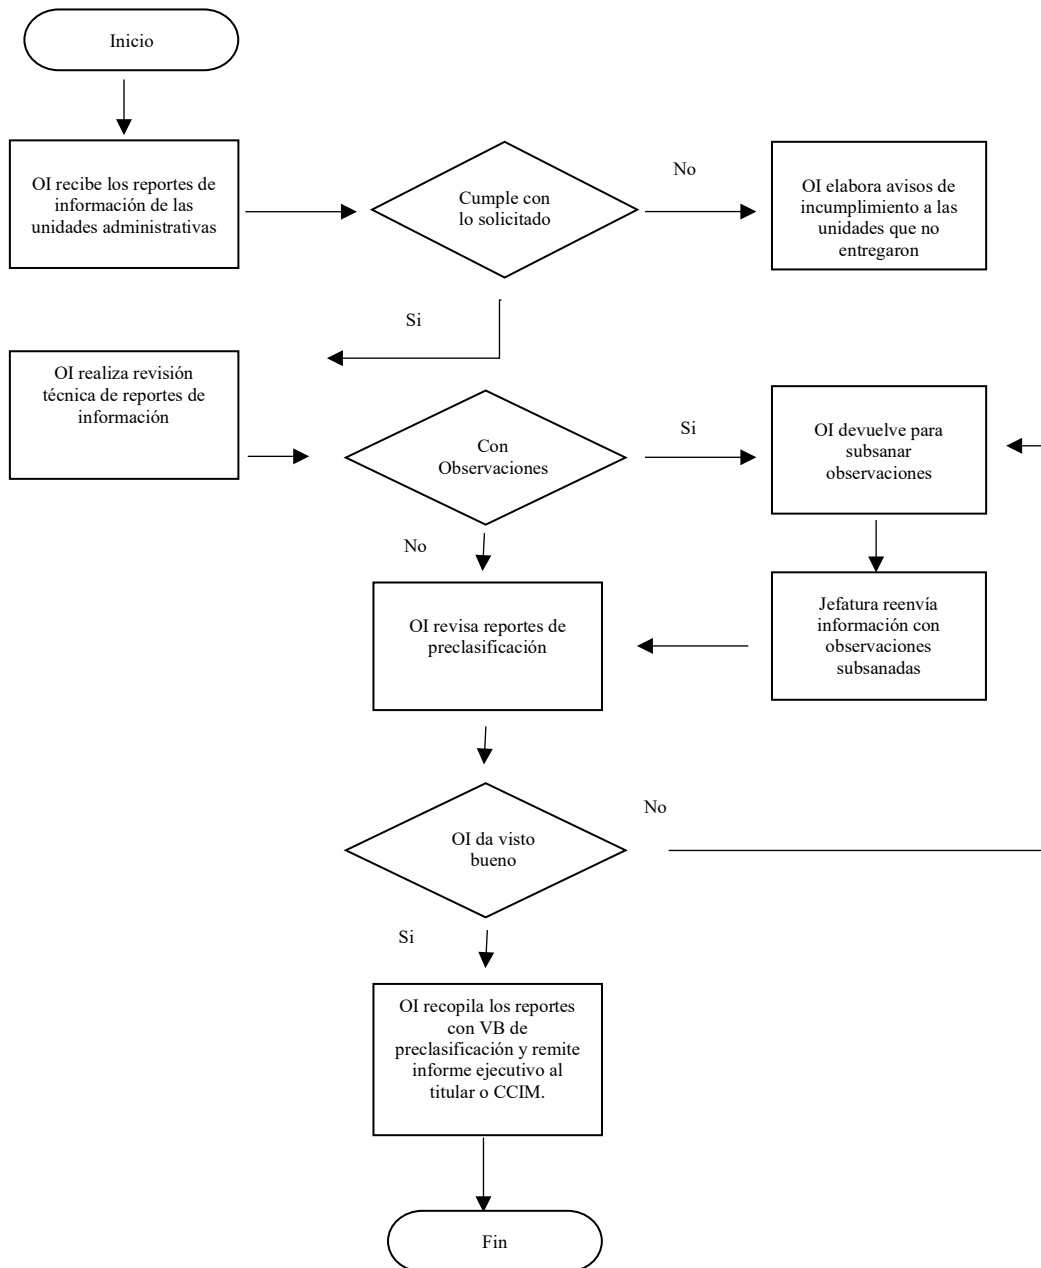 Inicio
OI recibe los reportes de
información de las
unidades administrativas
Cumple con
lo solicitado
No
OI elabora avisos de
incumplimiento a las
unidades que no
entregaron
Si
OI realiza revisión
técnica de reportes de
información
Con
Observaciones
Si
OI devuelve para
subsanar
observaciones
No
OI revisa reportes de
preclasificación
Jefatura reenvía
información con
observaciones
subsanadas
OI da visto
bueno
No
Si
OI recopila los reportes
con VB de
preclasificación y remite
informe ejecutivo al
titular o CCIM.
Fin